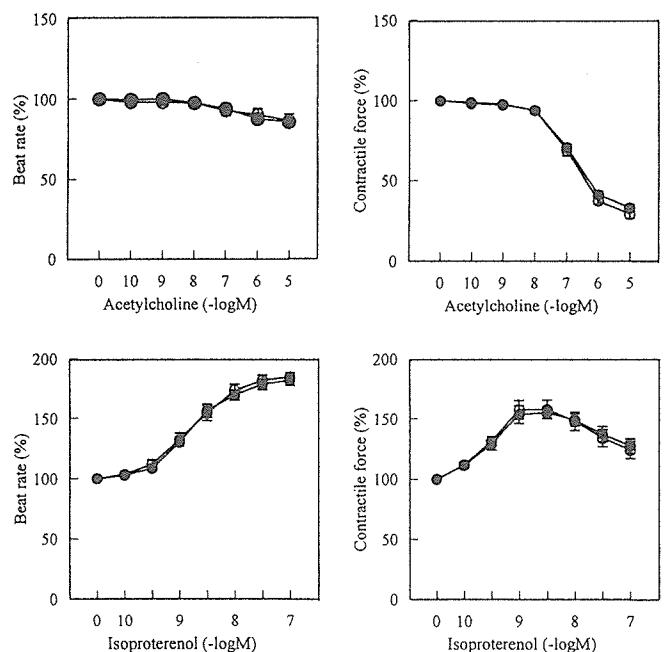 150
100
50
0
Beat rate (%)
0 10 9 8 7 6 5
Acetylcholine (-logM)
150
100
50
0
Contractile force (%)
0 10 9 8 7 6 5
Acetylcholine (-logM)
200
150
100
50
0
Beat rate (%)
0 10 9 8 7
Isoproterenol (-logM)
200
150
100
50
0
Contractile force (%)
0 10 9 8 7
Isoproterenol (-logM)